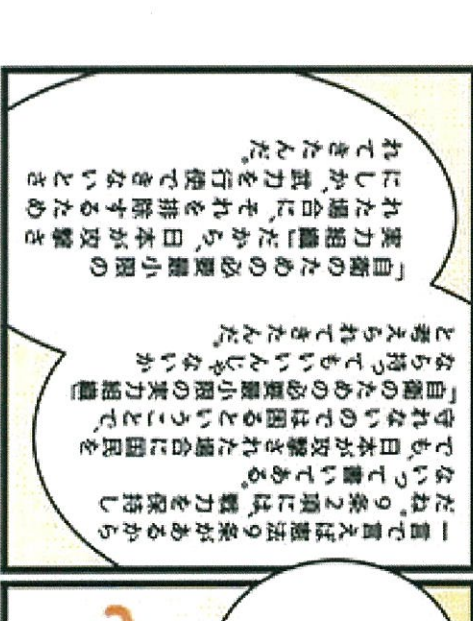 一言で言えば憲法9条があるから
だね。9条2項には、戦力を保持し
ないって書いてある。
でも、日本が攻撃された場合に国民を
守れないのでは困るということで、
「自衛のための必要最小限の実力組織」
なら持ってもいいんじゃないか
と考えられてきたんだ。
「自衛のための必要最小限の
実力組織」だから、日本が攻撃さ
れた場合に、それを排除するため
にしか、武力を行使できないとさ
れてきたんだ。